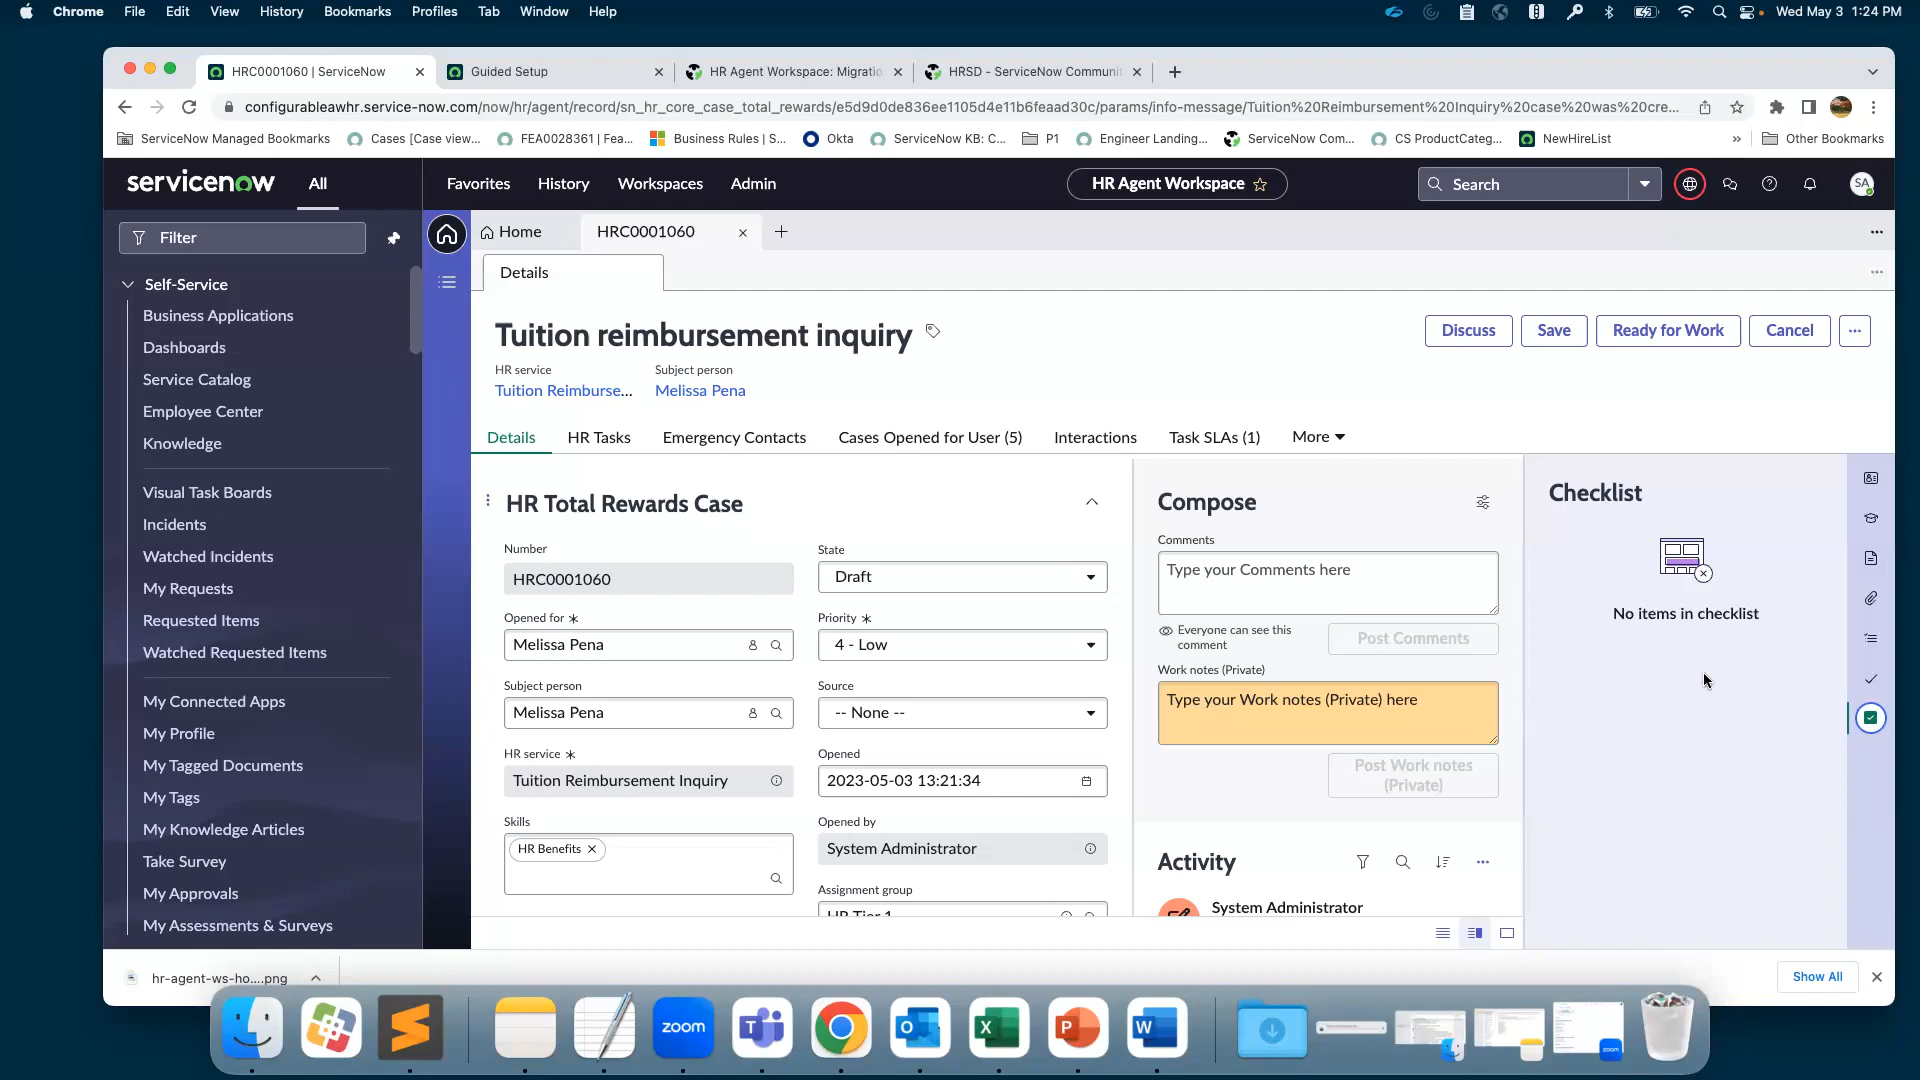 Chrome File Edit View History Bookmarks Profiles Tab Window Help Wed May 3 1:24 PM
HRC0001060 | ServiceNow Guided Setup HR Agent Workspace: Migratio HRSD - ServiceNow Communi
configurableawhr.service-now.com/now/hr/agent/record/sn_hr_core_case_total_rewards/e5d9d0de836ee1105d4e11b6feaad30c/params/info-message/Tuition%20Reimbursement%20Inquiry%20case%20was%20cre...
ServiceNow Managed Bookmarks Cases [Case view... FEA0028361 | Fea... Business Rules | S... Okta ServiceNow KB: C... P1 Engineer Landing... ServiceNow Com... CS ProductCateg... NewHireList » Other Bookmarks
servicenow All Favorites History Workspaces Admin HR Agent Workspace Search SA
Filter
Home HRC0001060
Details
Self-Service
Business Applications
Dashboards
Service Catalog
Employee Center
Knowledge
Visual Task Boards
Incidents
Watched Incidents
My Requests
Requested Items
Watched Requested Items
My Connected Apps
My Profile
My Tagged Documents
My Tags
My Knowledge Articles
Take Survey
My Approvals
My Assessments & Surveys
Tuition reimbursement inquiry
Discuss Save Ready for Work Cancel
HR service Subject person
Tuition Reimburse... Melissa Pena
Details HR Tasks Emergency Contacts Cases Opened for User (5) Interactions Task SLAs (1) More
HR Total Rewards Case
Number
HRC0001060
State
Draft
Opened for *
Melissa Pena
Priority *
4 - Low
Subject person
Melissa Pena
Source
-- None --
HR service *
Tuition Reimbursement Inquiry
Opened
2023-05-03 13:21:34
Skills
HR Benefits
Opened by
System Administrator
Assignment group
HR Tier 1
Compose
Comments
Type your Comments here
Everyone can see this
comment
Post Comments
Work notes (Private)
Type your Work notes (Private) here
Post Work notes
(Private)
Activity
System Administrator
Checklist
No items in checklist
hr-agent-ws-ho....png
Show All
zoom
zoom